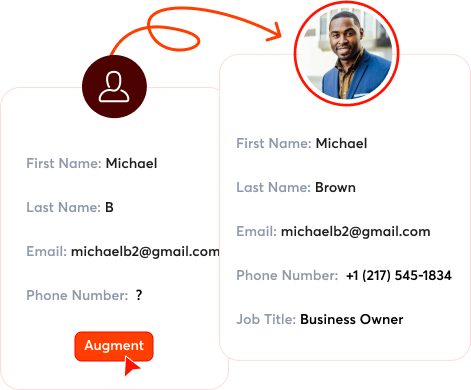 First Name: Michael
Last Name: B
Email: michaelb2@gmail.com
Phone Number: ?
Augment
First Name: Michael
Last Name: Brown
Email: michaelb2@gmail.com
Phone Number: +1 (217) 545-1834
Job Title: Business Owner